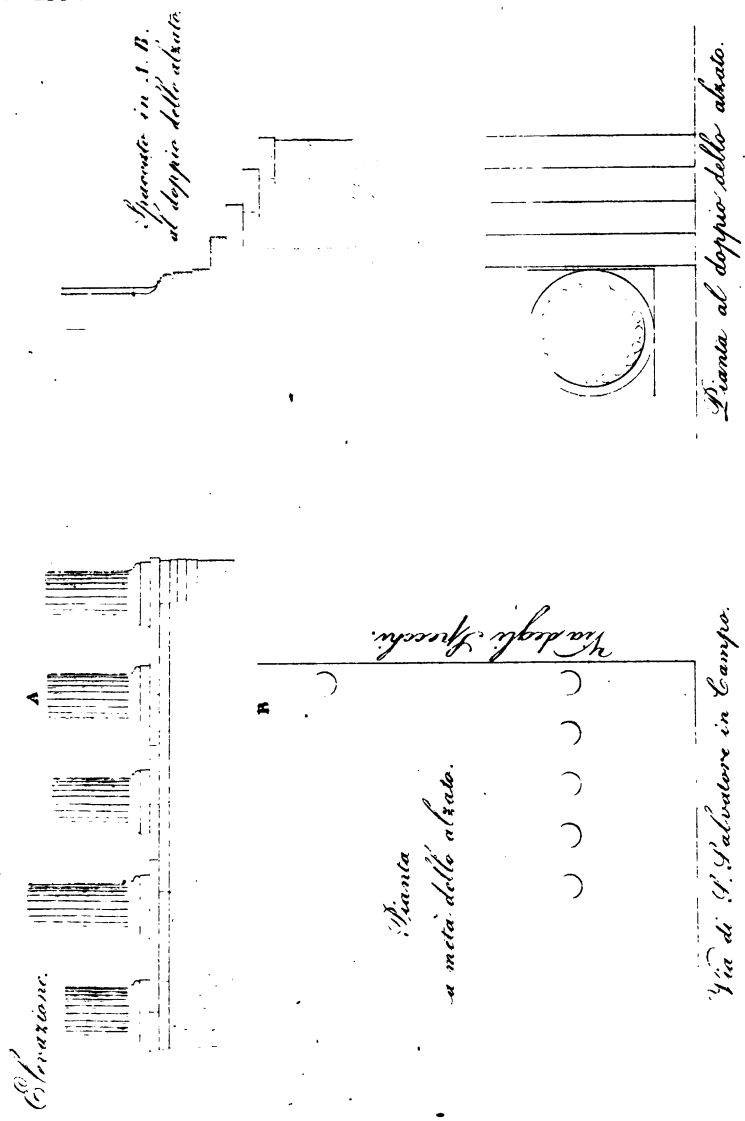 Elevazione.
A
Spaccato in A. B.
al doppio dello alzato.
B
Pianta
a metà dello alzato.
Via degli Specchi.
Via di S. Salvatore in Campo.
Pianta al doppio dello alzato.